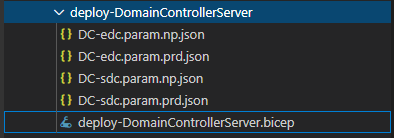 deploy-DomainControllerServer
DC-edc.param.np.json
DC-edc.param.prd.json
DC-sdc.param.np.json
DC-sdc.param.prd.json
deploy-DomainControllerServer.bicep